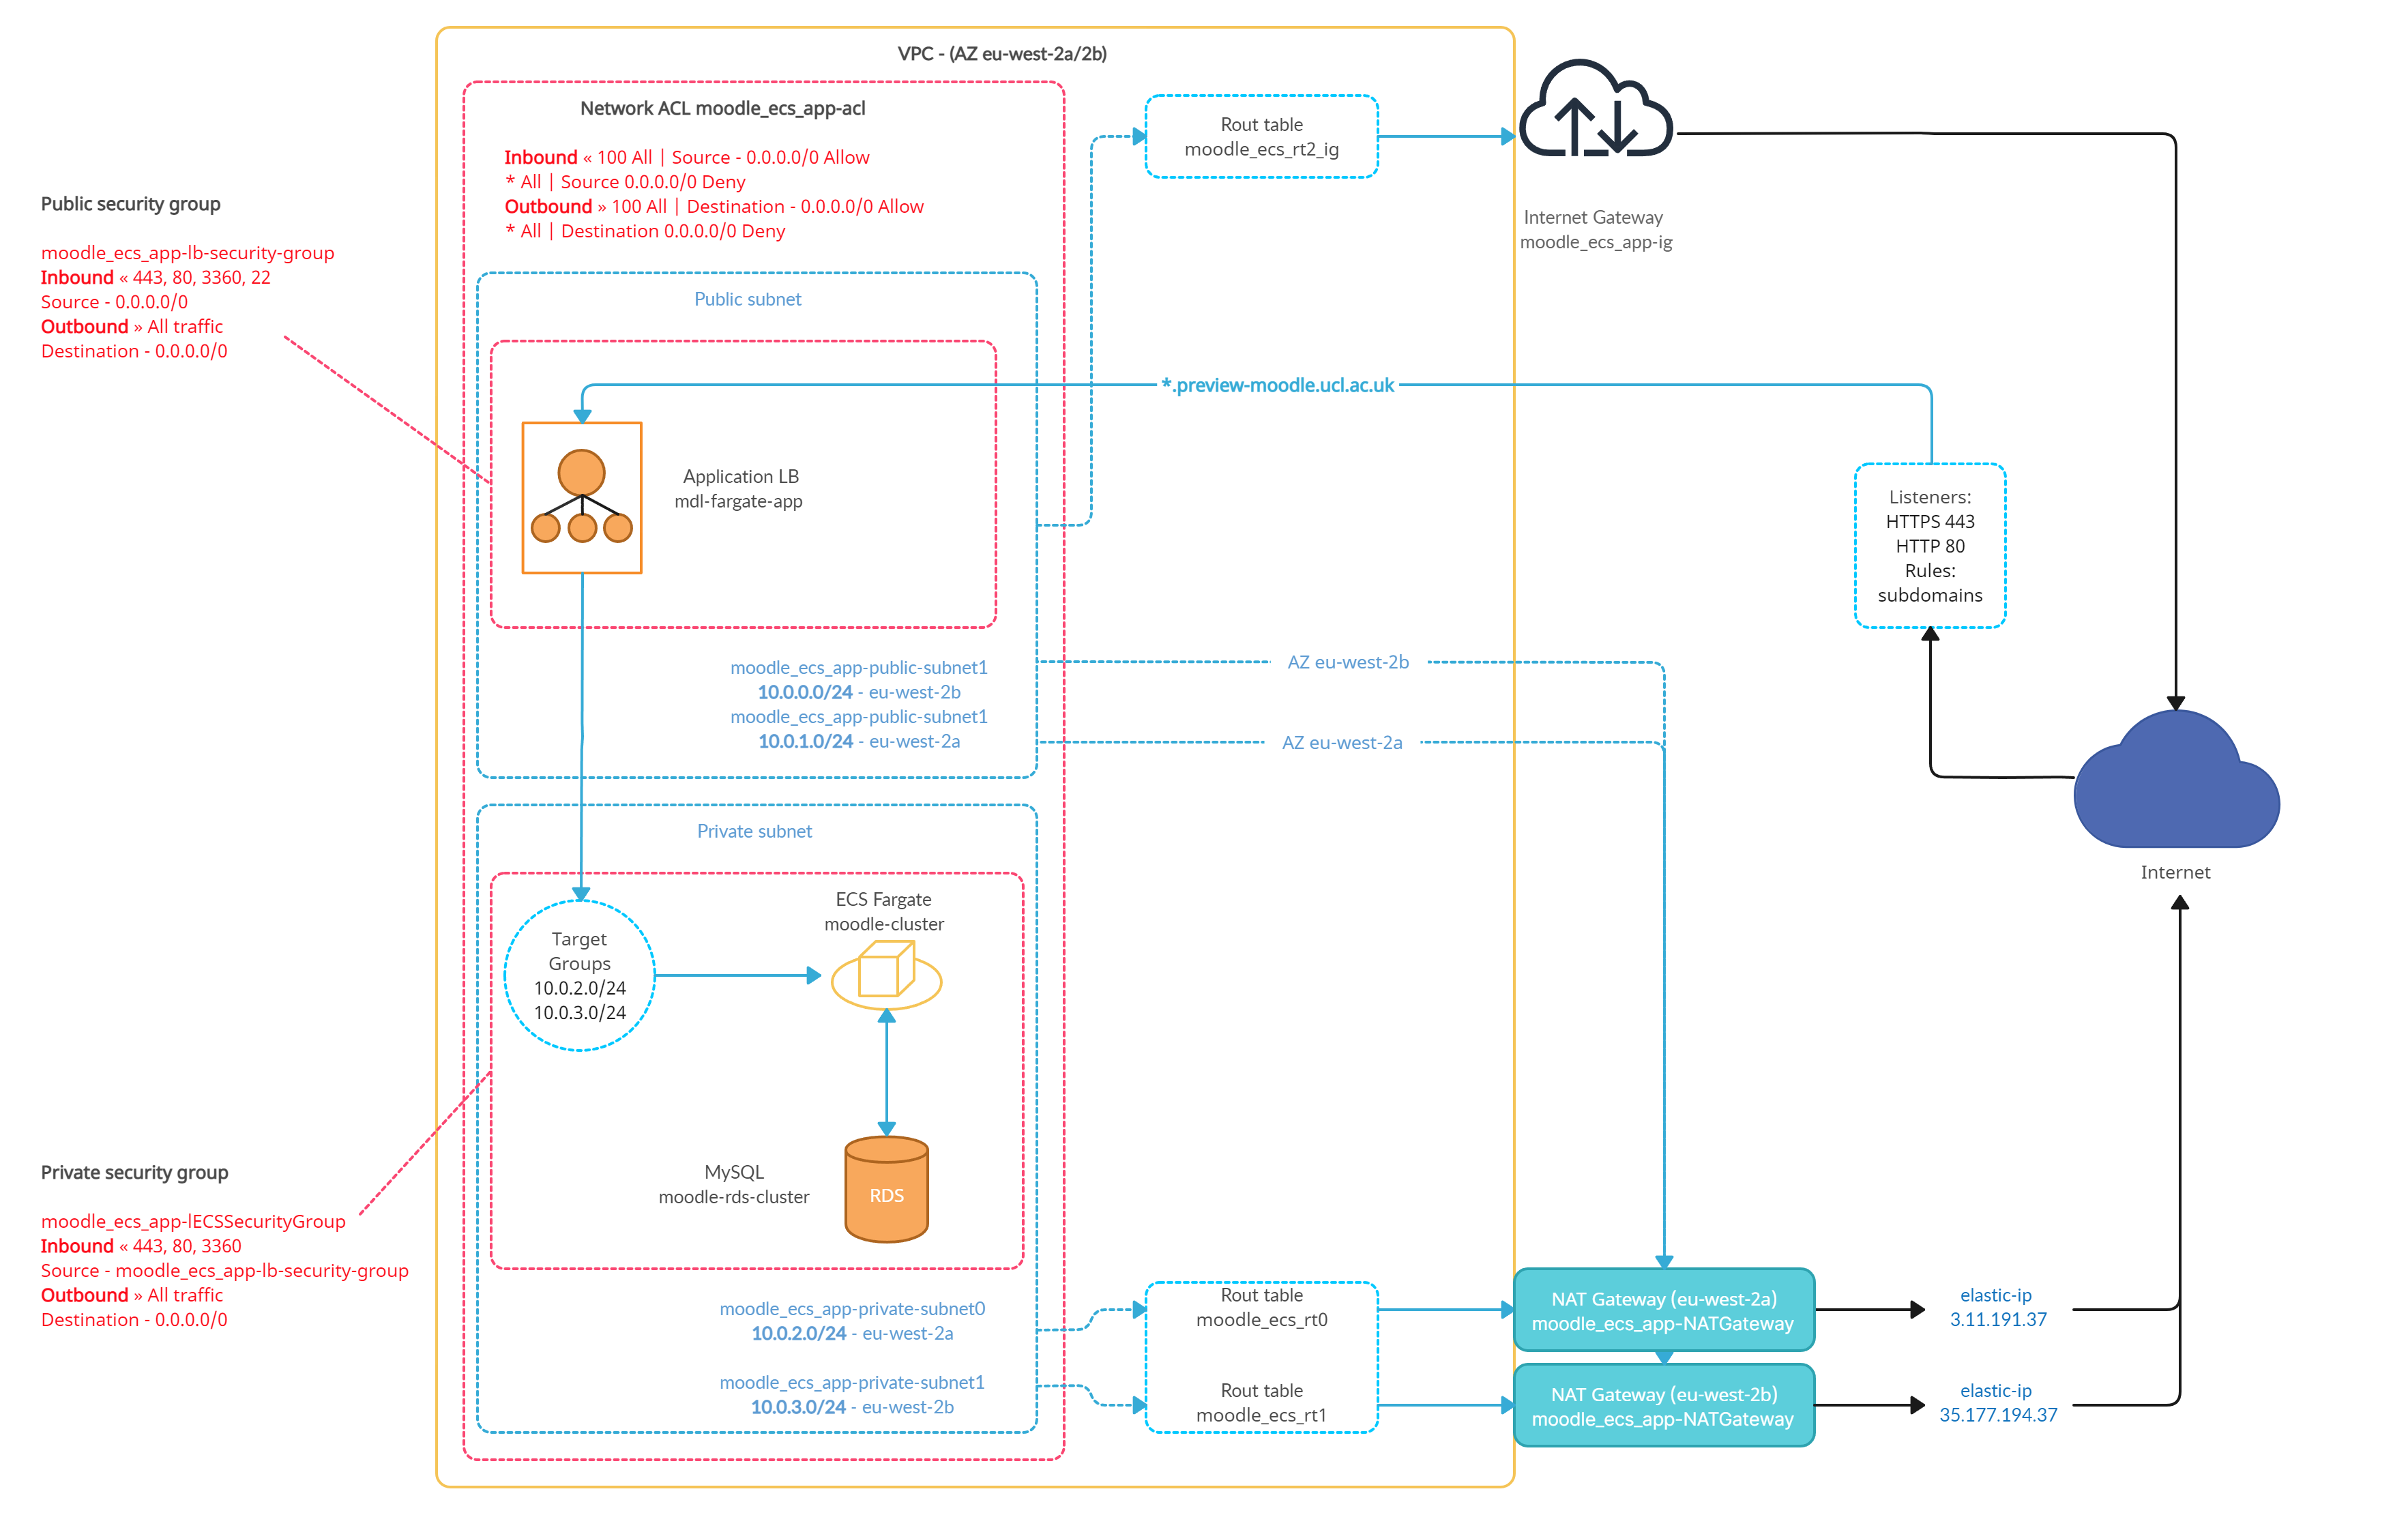 VPC - (AZ eu-west-2a/2b)
Network ACL moodle_ecs_app-acl
Inbound « 100 All | Source - 0.0.0.0/0 Allow
* All | Source 0.0.0.0/0 Deny
Outbound » 100 All | Destination - 0.0.0.0/0 Allow
* All | Destination 0.0.0.0/0 Deny
Rout table
moodle_ecs_rt2_ig
Internet Gateway
moodle_ecs_app-ig
Public security group
moodle_ecs_app-lb-security-group
Inbound « 443, 80, 3360, 22
Source - 0.0.0.0/0
Outbound » All traffic
Destination - 0.0.0.0/0
Public subnet
*.preview-moodle.ucl.ac.uk
Application LB
mdl-fargate-app
Listeners:
HTTPS 443
HTTP 80
Rules:
subdomains
moodle_ecs_app-public-subnet1
10.0.0.0/24 - eu-west-2b
moodle_ecs_app-public-subnet1
10.0.1.0/24 - eu-west-2a
AZ eu-west-2b
AZ eu-west-2a
Internet
Private subnet
ECS Fargate
moodle-cluster
Target
Groups
10.0.2.0/24
10.0.3.0/24
MySQL
moodle-rds-cluster
RDS
Private security group
moodle_ecs_app-lECSSecurityGroup
Inbound « 443, 80, 3360
Source - moodle_ecs_app-lb-security-group
Outbound » All traffic
Destination - 0.0.0.0/0
moodle_ecs_app-private-subnet0
10.0.2.0/24 - eu-west-2a
moodle_ecs_app-private-subnet1
10.0.3.0/24 - eu-west-2b
Rout table
moodle_ecs_rt0
Rout table
moodle_ecs_rt1
NAT Gateway (eu-west-2a)
moodle_ecs_app-NATGateway
NAT Gateway (eu-west-2b)
moodle_ecs_app-NATGateway
elastic-ip
3.11.191.37
elastic-ip
35.177.194.37